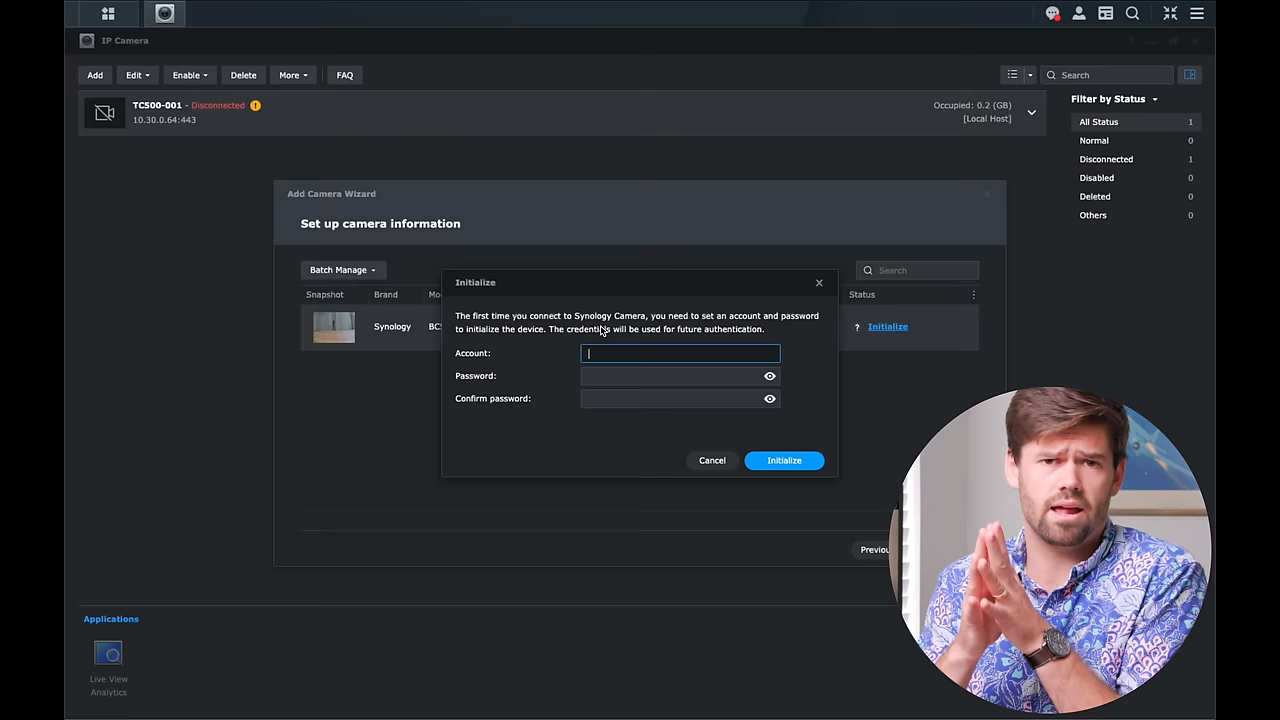 IP Camera
Add
Edit
Enable
Delete
More
FAQ
Search
TC500-001 - Disconnected
10.30.0.64:443
Occupied: 0.2 (GB)
[Local Host]
Filter by Status
All Status 1
Normal 0
Disconnected 1
Disabled 0
Deleted 0
Others 0
Add Camera Wizard
Set up camera information
Batch Manage
Search
Snapshot Brand Mo Status
Synology BC5 ? Initialize
Initialize
The first time you connect to Synology Camera, you need to set an account and password
to initialize the device. The credentials will be used for future authentication.
Account:
Password:
Confirm password:
Cancel
Initialize
Previou
Applications
Live View
Analytics